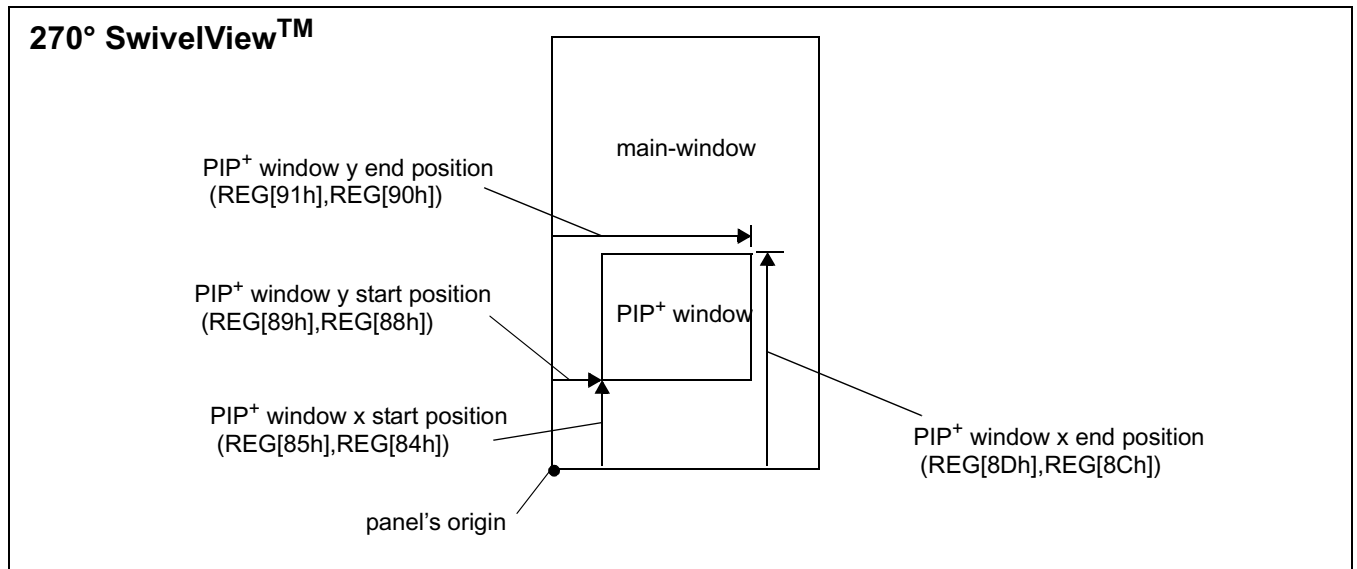 270° SwivelView™
main-window
PIP+ window y end position
(REG[91h],REG[90h])
PIP+ window y start position
(REG[89h],REG[88h])
PIP+ window
PIP+ window x start position
(REG[85h],REG[84h])
PIP+ window x end position
(REG[8Dh],REG[8Ch])
panel's origin